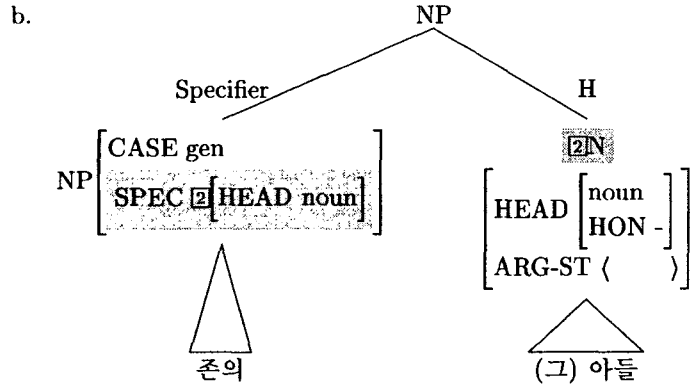 b.
NP
Specifier H
NP [CASE gen
SPEC [2][HEAD noun]]
[2]N
[HEAD [noun
HON -]
ARG-ST ⟨ ⟩]
존의 (그) 아들